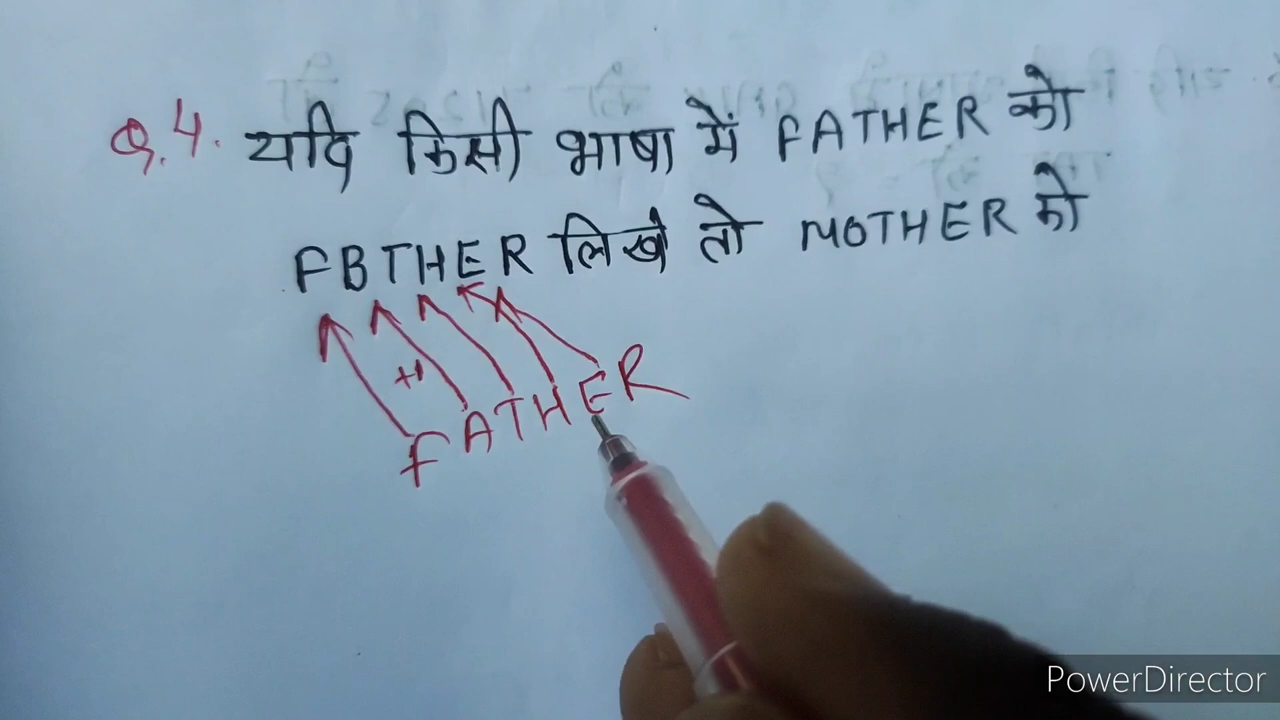 Q.4. यदि किसी भाषा में FATHER को
FBTHER लिखे तो MOTHER को
+1
FATHER
PowerDirector